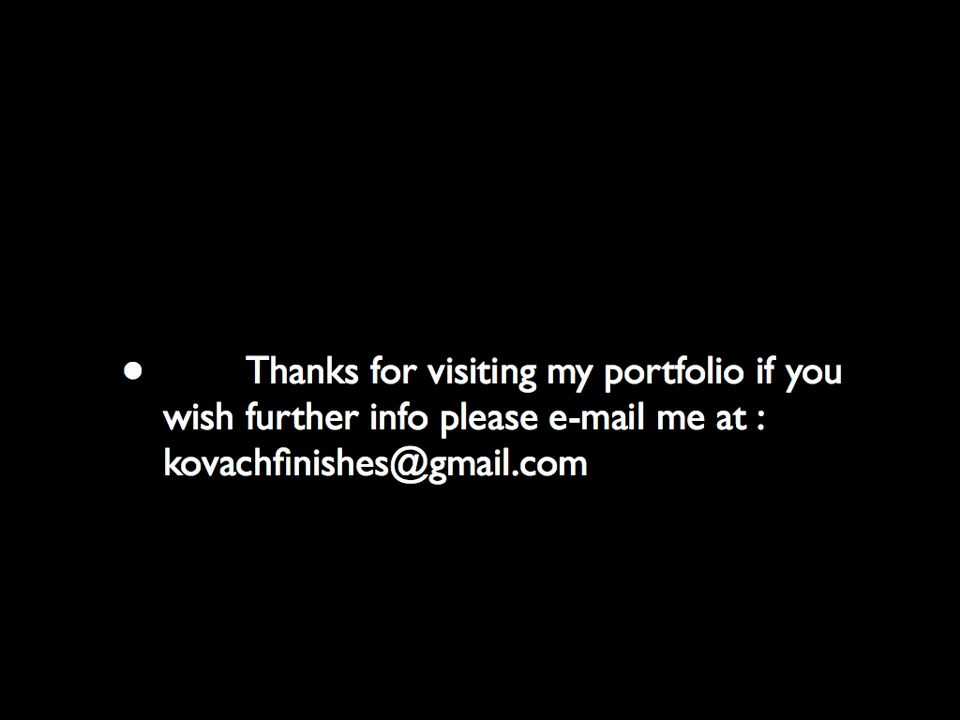 • Thanks for visiting my portfolio if you
wish further info please e-mail me at :
kovachfinishes@gmail.com